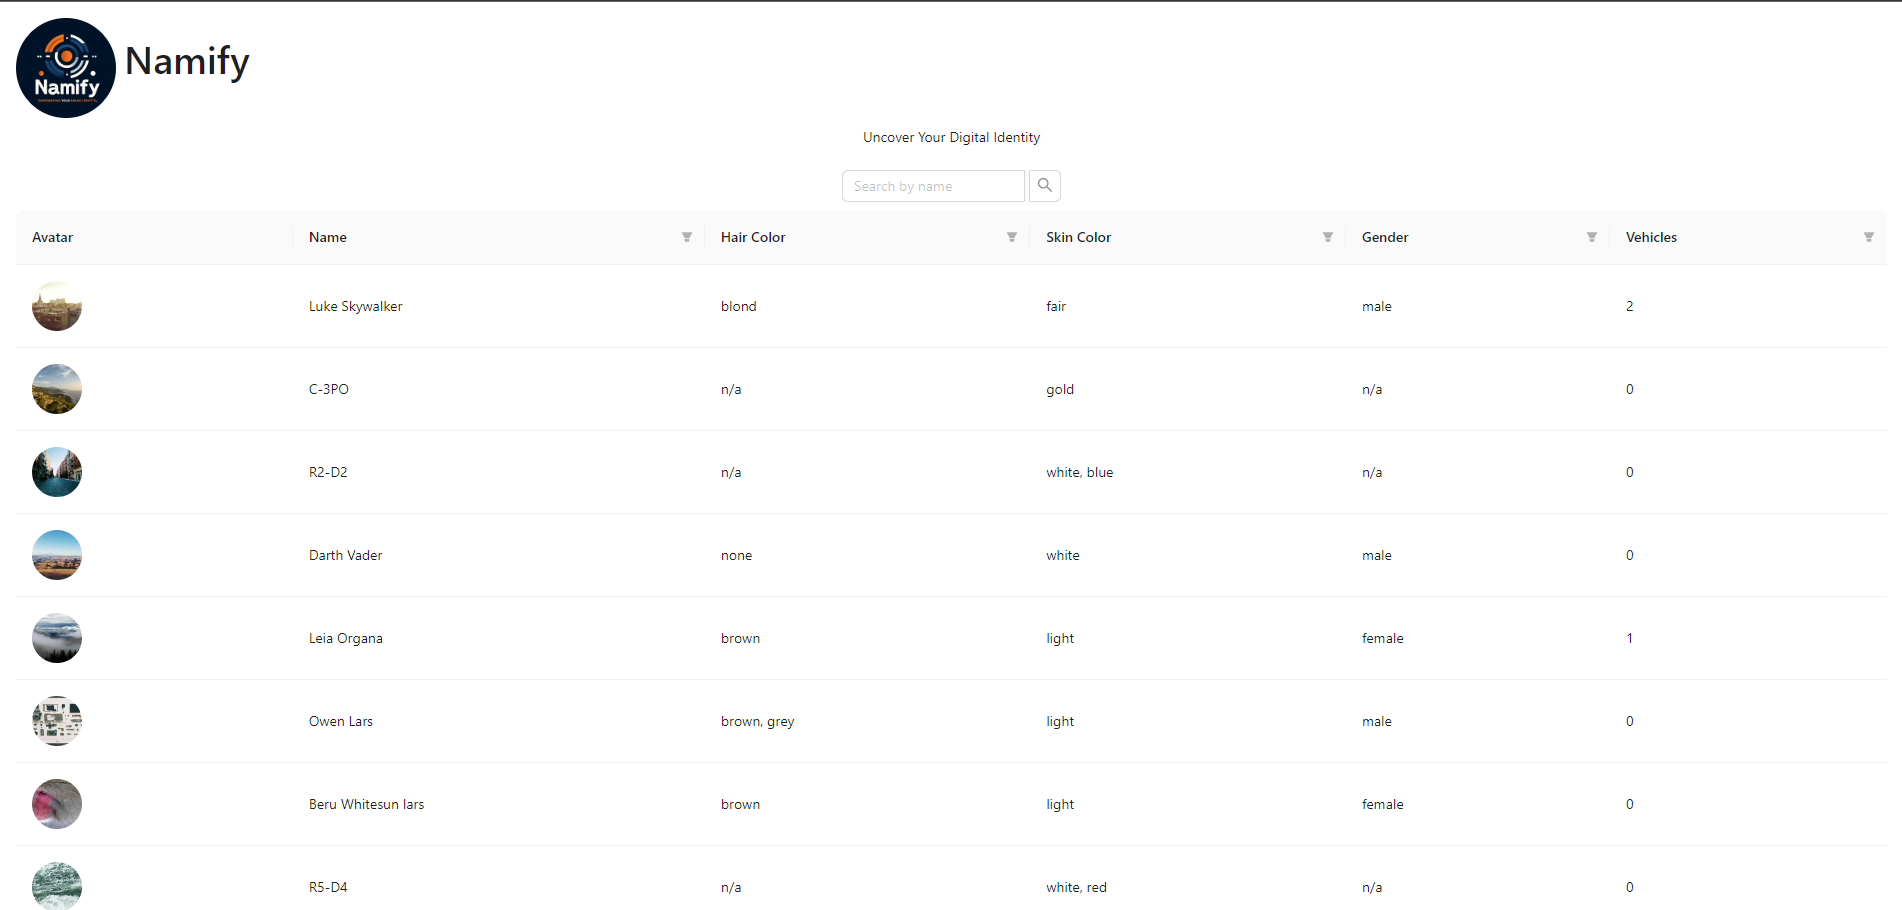 Namify
Namify
Uncover Your Digital Identity
Search by name
Avatar Name Hair Color Skin Color Gender Vehicles
Luke Skywalker blond fair male 2
C-3PO n/a gold n/a 0
R2-D2 n/a white, blue n/a 0
Darth Vader none white male 0
Leia Organa brown light female 1
Owen Lars brown, grey light male 0
Beru Whitesun lars brown light female 0
R5-D4 n/a white, red n/a 0